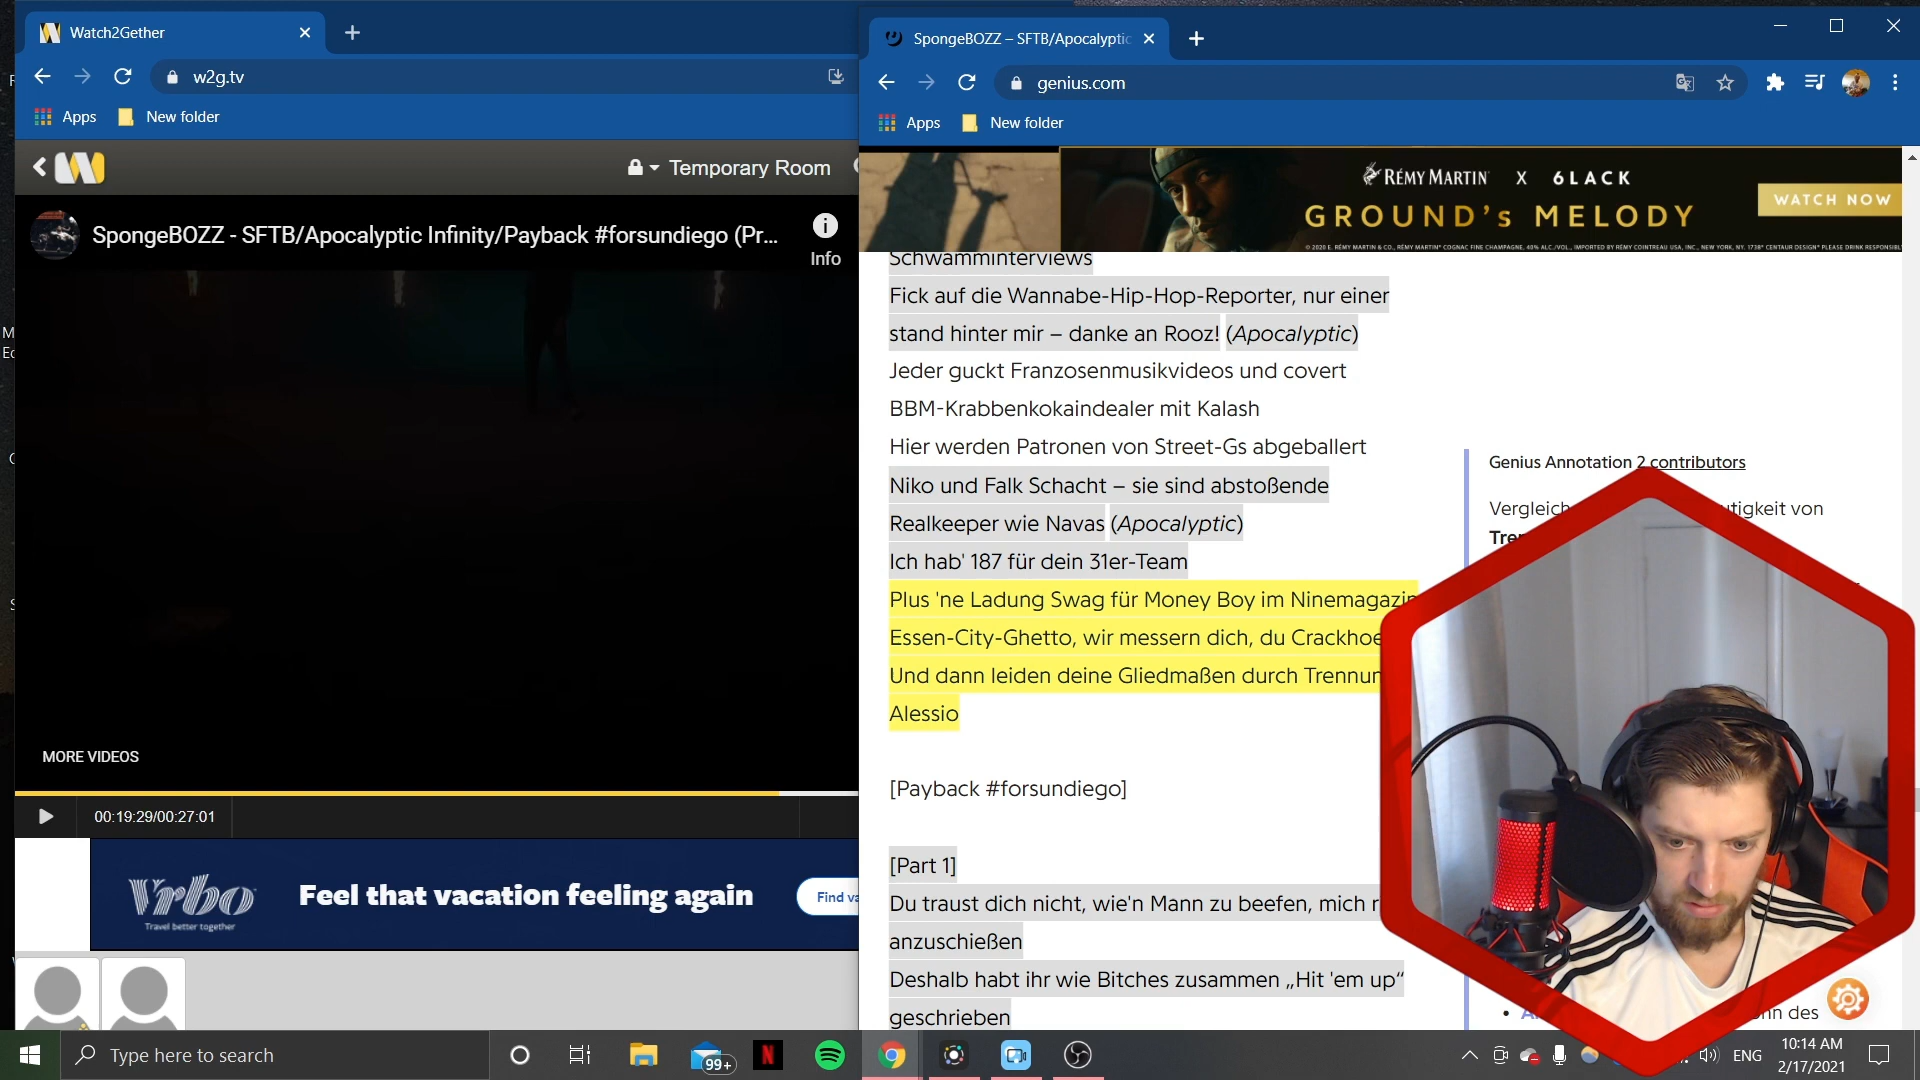 Watch2Gether
w2g.tv
Apps
New folder
Temporary Room
SpongeBOZZ - SFTB/Apocalyptic Infinity/Payback #forsundiego (Pr...
Info
MORE VIDEOS
00:19:29/00:27:01
Vrbo
Travel better together
Feel that vacation feeling again
Find va
SpongeBOZZ – SFTB/Apocalyptic
genius.com
Apps
New folder
RÉMY MARTIN X 6LACK
GROUND's MELODY
WATCH NOW
Schwamminterviews
Fick auf die Wannabe-Hip-Hop-Reporter, nur einer
stand hinter mir – danke an Rooz! (Apocalyptic)
Jeder guckt Franzosenmusikvideos und covert
BBM-Krabbenkokaindealer mit Kalash
Hier werden Patronen von Street-Gs abgeballert
Niko und Falk Schacht – sie sind abstoßende
Realkeeper wie Navas (Apocalyptic)
Ich hab' 187 für dein 31er-Team
Plus 'ne Ladung Swag für Money Boy im Ninemagazin
Essen-City-Ghetto, wir messern dich, du Crackhoe
Und dann leiden deine Gliedmaßen durch Trennun
Alessio
[Payback #forsundiego]
[Part 1]
Du traust dich nicht, wie'n Mann zu beefen, mich
anzuschießen
Deshalb habt ihr wie Bitches zusammen „Hit 'em up“
geschrieben
Genius Annotation 2 contributors
Vergleich utigkeit von
Tre
des
Type here to search
99+
ENG
10:14 AM
2/17/2021